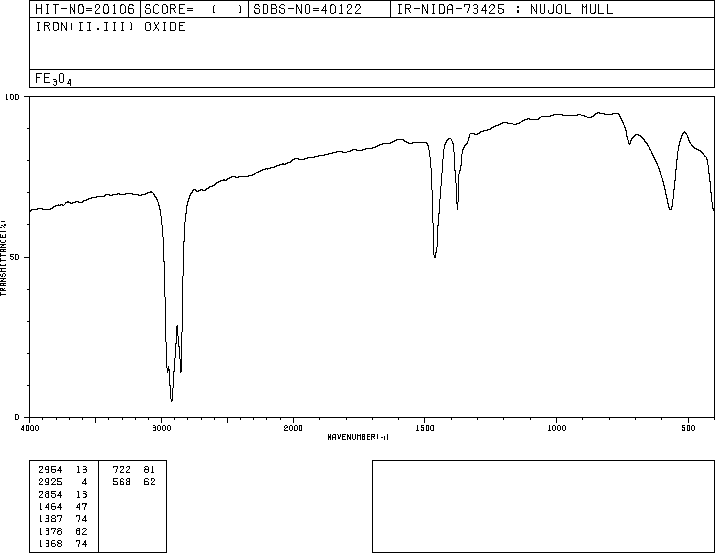 HIT-NO=20106 SCORE= ( ) SDBS-NO=40122 IR-NIDA-73425 : NUJOL MULL
IRON(II.III) OXIDE
FE3O4
100
50
0
TRANSMITTANCE(%)
4000 3000 2000 1500 1000 500
WAVENUMBER(-1)
2954 13 722 81
2925 4 568 62
2854 13
1464 47
1387 74
1378 62
1368 74